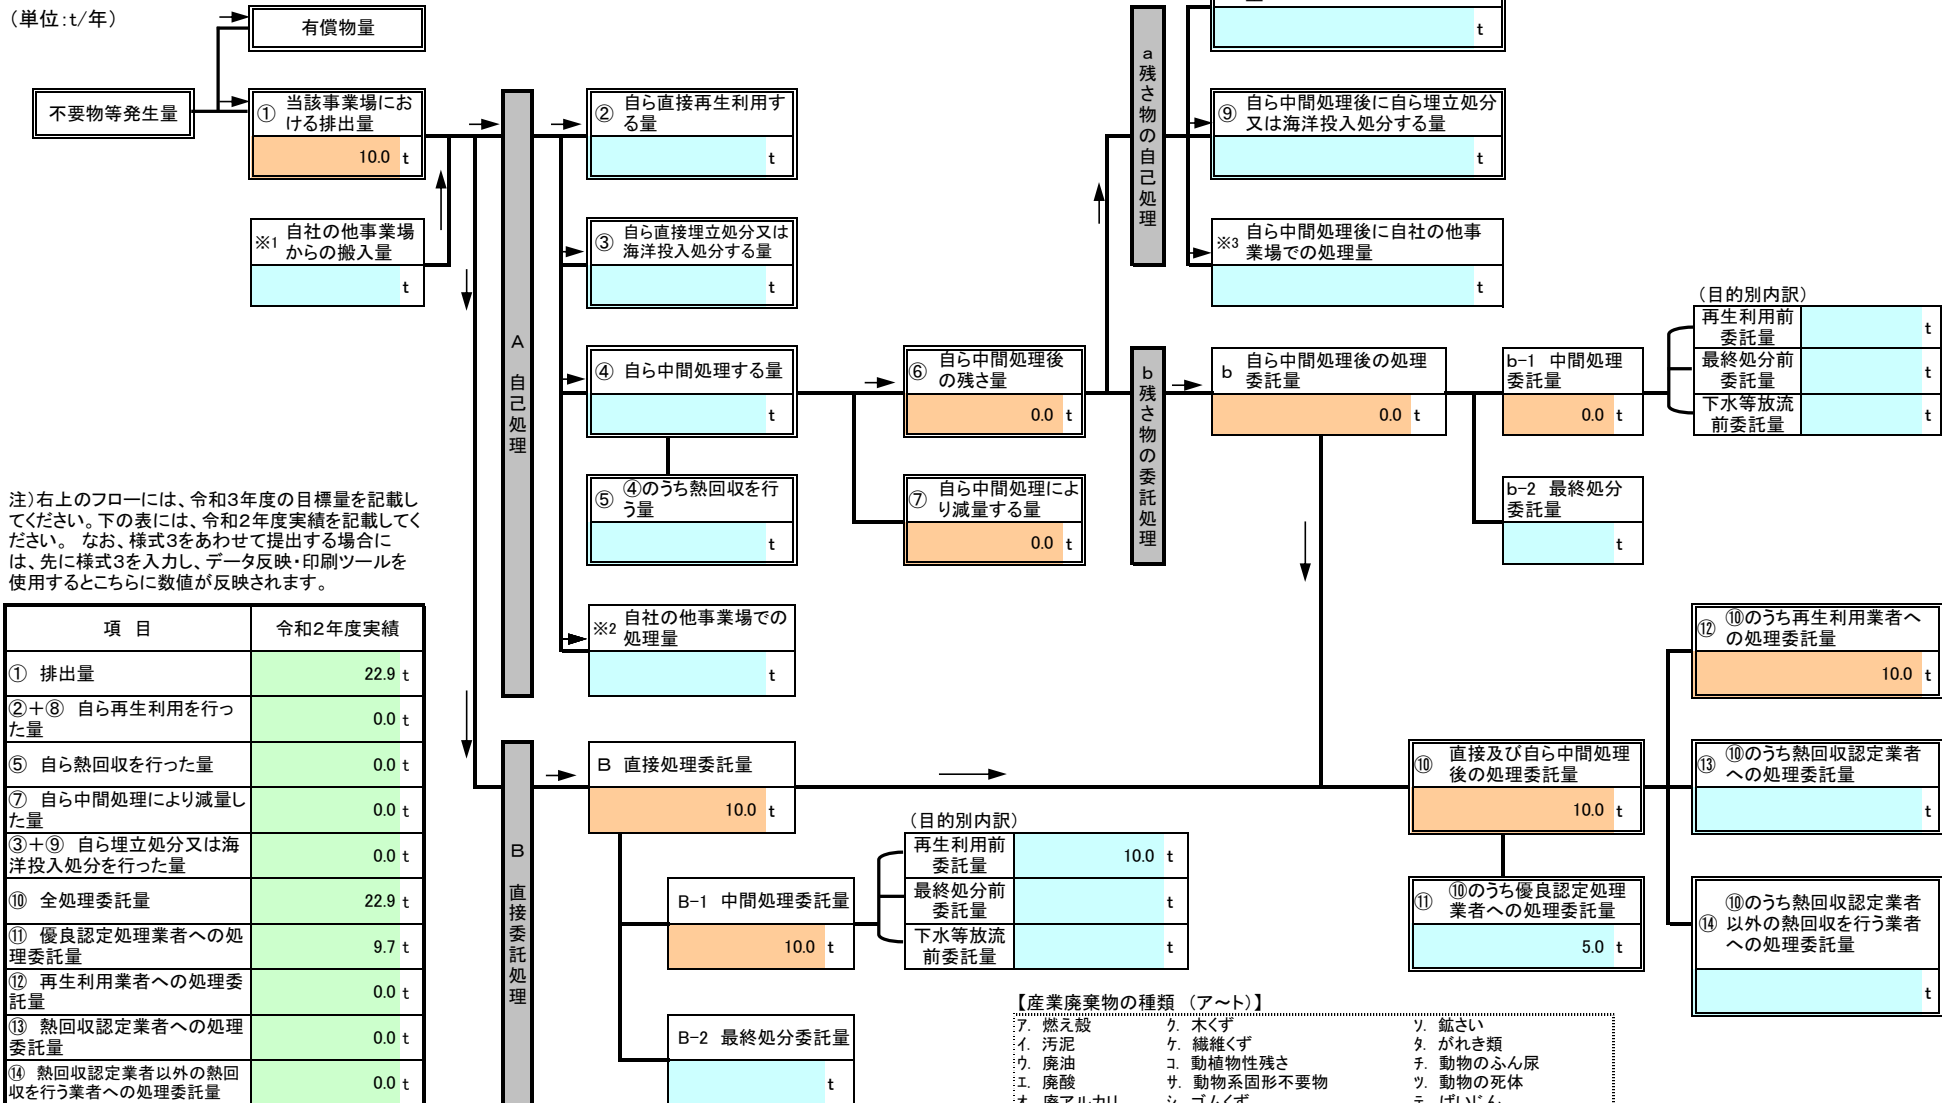 (単位:t/年)
有償物量
不要物等発生量
① 当該事業場にお
ける排出量
10.0 t
※1 自社の他事業場
からの搬入量
t
A 自己処理
② 自ら直接再生利用す
る量
t
③ 自ら直接埋立処分又は
海洋投入処分する量
t
④ 自ら中間処理する量
t
⑤ ④のうち熱回収を行
う量
t
※2 自社の他事業場での
処理量
t
⑥ 自ら中間処理後
の残さ量
0.0 t
⑦ 自ら中間処理によ
り減量する量
0.0 t
a 残さ物の自己処理
t
⑨ 自ら中間処理後に自ら埋立処分
又は海洋投入処分する量
t
※3 自ら中間処理後に自社の他事
業場での処理量
t
b 残さ物の委託処理
b 自ら中間処理後の処理
委託量
0.0 t
b-1 中間処理
委託量
0.0 t
(目的別内訳)
再生利用前
委託量
t
最終処分前
委託量
t
下水等放流
前委託量
t
b-2 最終処分
委託量
t
注)右上のフローには、令和3年度の目標量を記載し
てください。下の表には、令和2年度実績を記載してく
ださい。 なお、様式3をあわせて提出する場合に
は、先に様式3を入力し、データ反映・印刷ツールを
使用するとこちらに数値が反映されます。
項 目 令和2年度実績
① 排出量 22.9 t
②+⑧ 自ら再生利用を行っ
た量 0.0 t
⑤ 自ら熱回収を行った量 0.0 t
⑦ 自ら中間処理により減量し
た量 0.0 t
③+⑨ 自ら埋立処分又は海
洋投入処分を行った量 0.0 t
⑩ 全処理委託量 22.9 t
⑪ 優良認定処理業者への処
理委託量 9.7 t
⑫ 再生利用業者への処理委
託量 0.0 t
⑬ 熱回収認定業者への処理
委託量 0.0 t
⑭ 熱回収認定業者以外の熱回
収を行う業者への処理委託量 0.0 t
B 直接委託処理
B 直接処理委託量
10.0 t
B-1 中間処理委託量
10.0 t
(目的別内訳)
再生利用前
委託量
10.0 t
最終処分前
委託量
t
下水等放流
前委託量
t
B-2 最終処分委託量
t
⑩ 直接及び自ら中間処理
後の処理委託量
10.0 t
⑪ ⑩のうち優良認定処理
業者への処理委託量
5.0 t
⑫ ⑩のうち再生利用業者へ
の処理委託量
10.0 t
⑬ ⑩のうち熱回収認定業者
への処理委託量
t
⑭ ⑩のうち熱回収認定業者
以外の熱回収を行う業者
への処理委託量
t
【産業廃棄物の種類 (ア~ト)】
ア. 燃え殻 ク. 木くず ソ. 鉱さい
イ. 汚泥 ケ. 繊維くず タ. がれき類
ウ. 廃油 コ. 動植物性残さ チ. 動物のふん尿
エ. 廃酸 サ. 動物系固形不要物 ツ. 動物の死体
オ. 廃アルカリ シ. ゴムくず テ. ばいじん